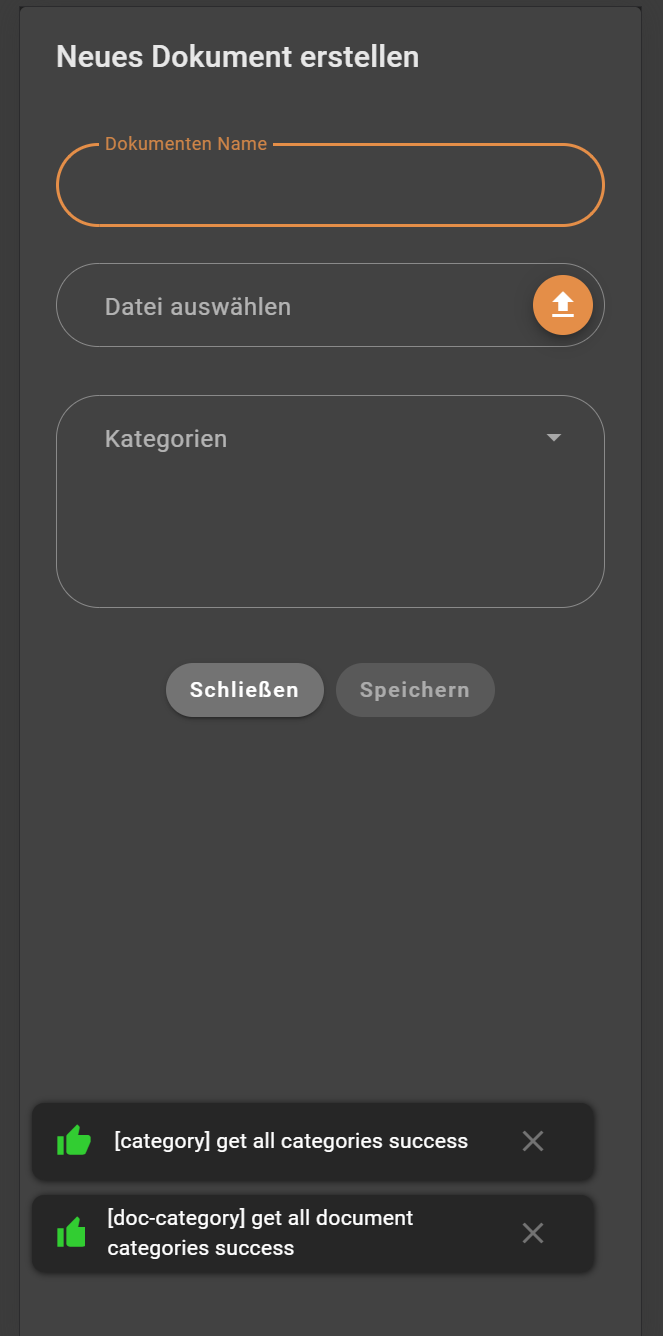 Neues Dokument erstellen
Dokumenten Name
Datei auswählen
Kategorien
Schließen Speichern
[category] get all categories success
[doc-category] get all document
categories success